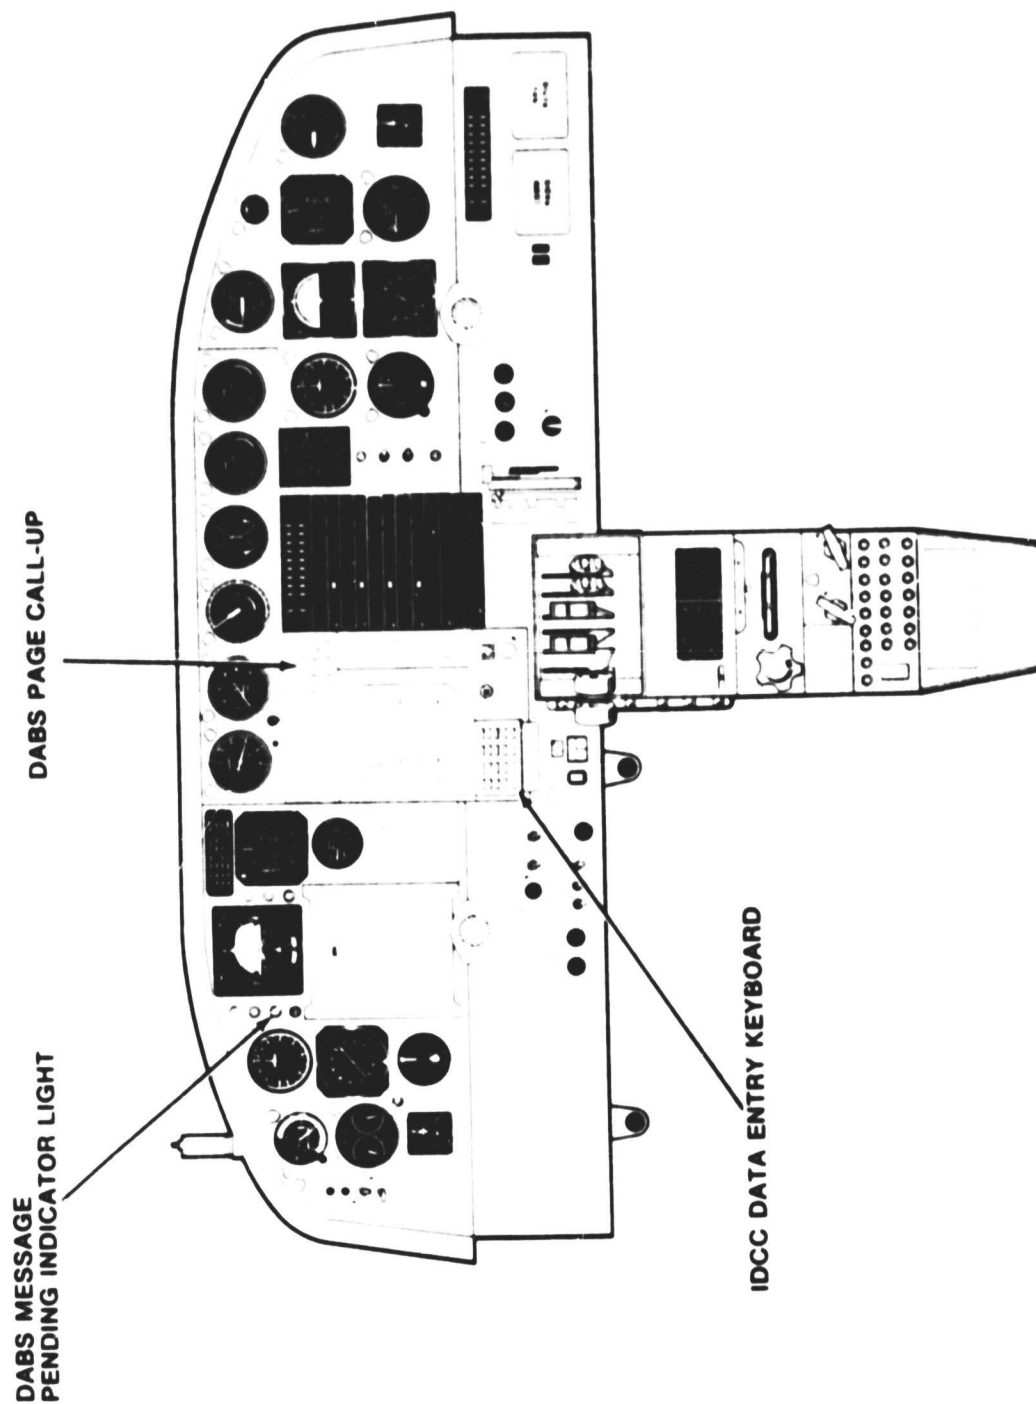 DABS MESSAGE
PENDING INDICATOR LIGHT
DABS PAGE CALL-UP
IDCC DATA ENTRY KEYBOARD